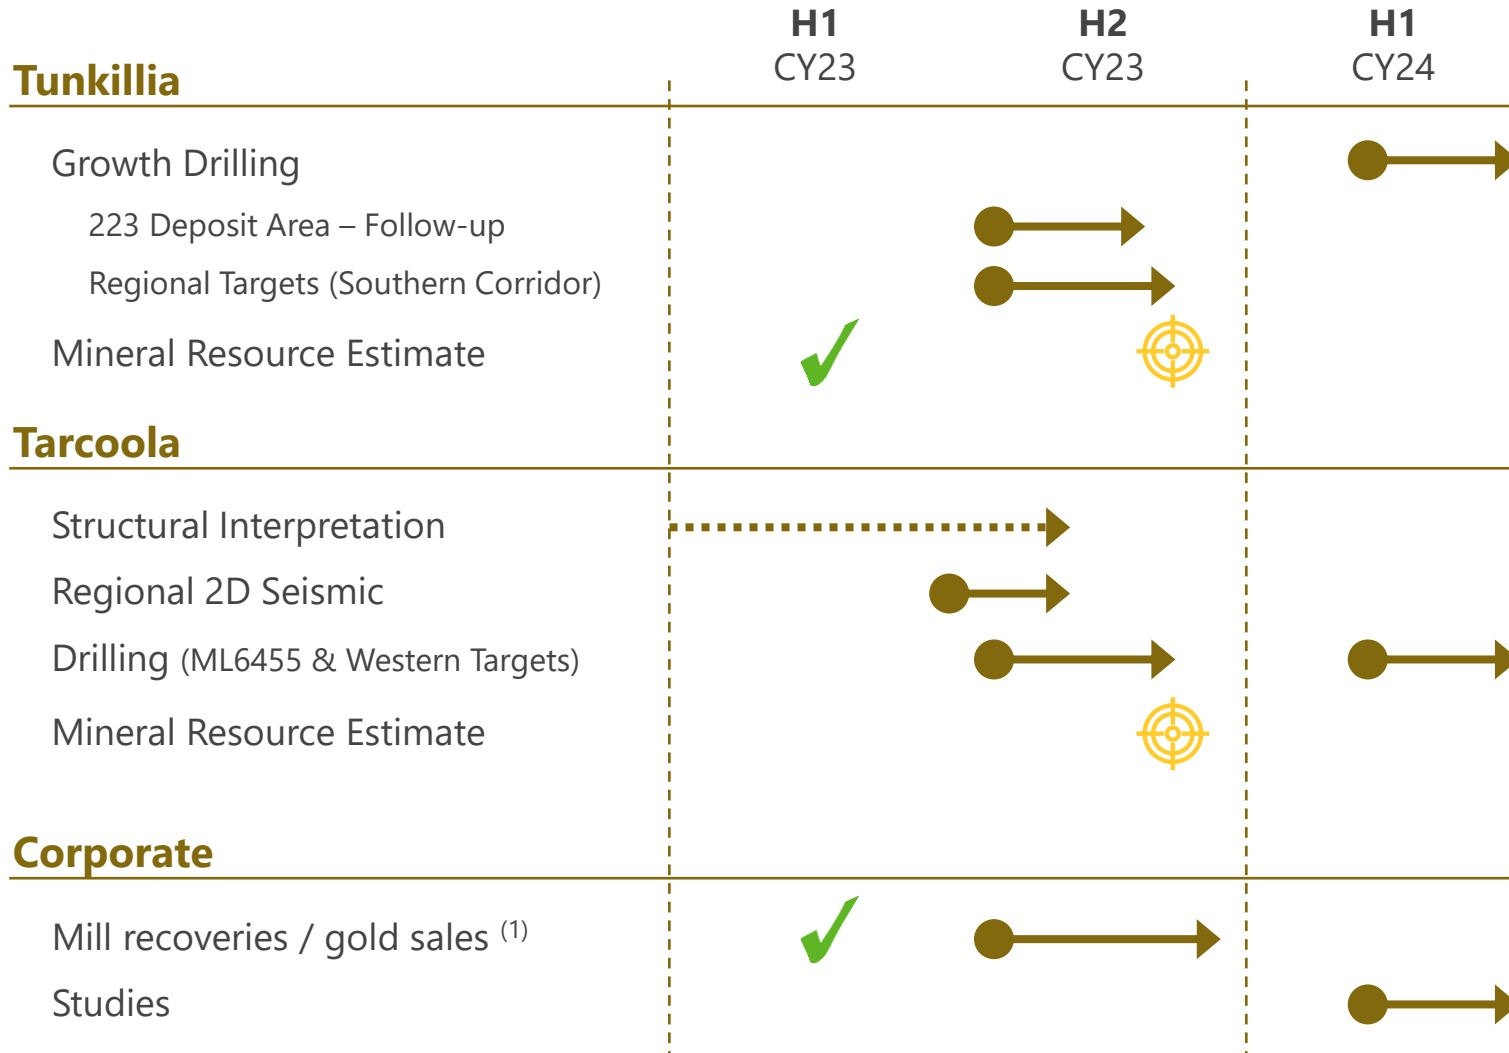 H1 H2 H1
CY23 CY23 CY24
Tunkillia
Growth Drilling
223 Deposit Area – Follow-up
Regional Targets (Southern Corridor)
Mineral Resource Estimate
Tarcoola
Structural Interpretation
Regional 2D Seismic
Drilling (ML6455 & Western Targets)
Mineral Resource Estimate
Corporate
Mill recoveries / gold sales (1)
Studies